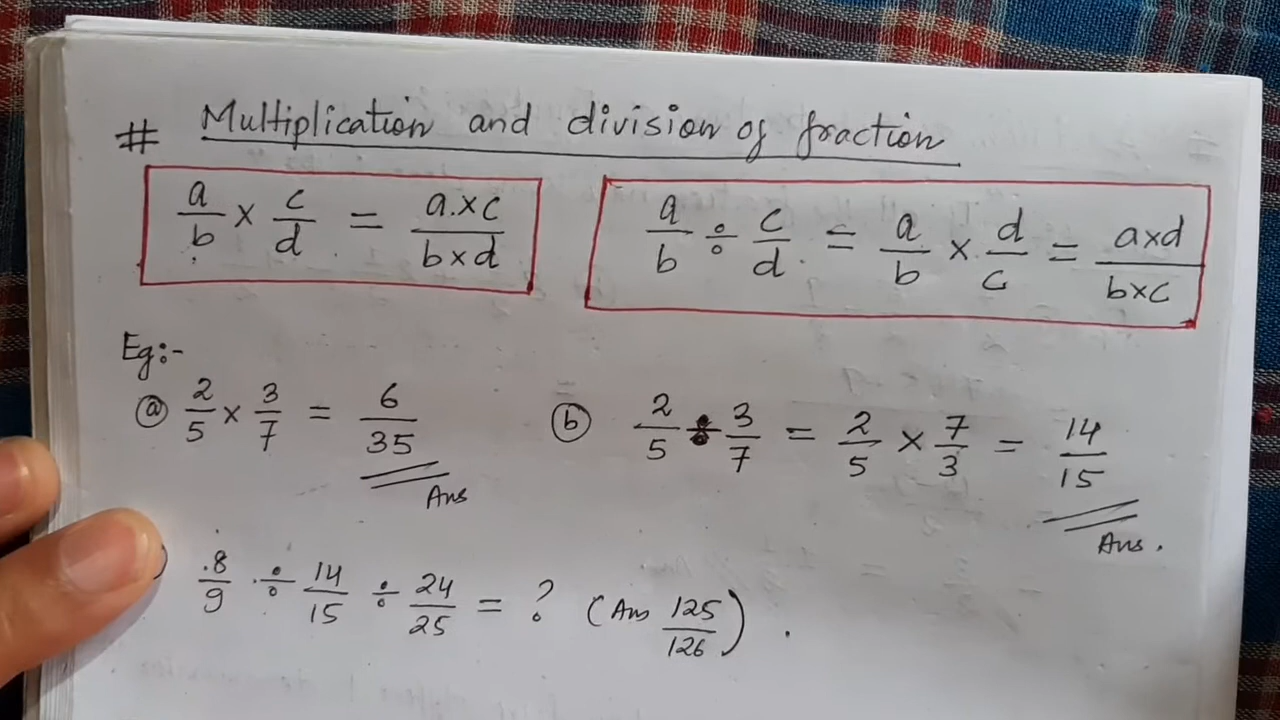 # Multiplication and division of fraction
a/b × c/d = a×c/b×d
a/b ÷ c/d = a/b × d/c = a×d/b×c
Eg:-
ⓐ 2/5 × 3/7 = 6/35 Ans
ⓑ 2/5 ÷ 3/7 = 2/5 × 7/3 = 14/15 Ans.
) 8/9 ÷ 14/15 ÷ 24/25 = ? (Ans 125/126).